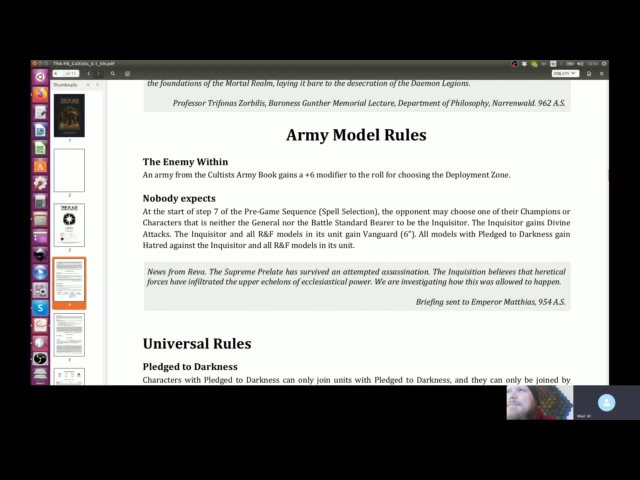 T9A-FB_Cultists_0.1_EN.pdf
Thumbnails
the foundations of the Mortal Realm, laying it bare to the desecration of the Daemon Legions.
Professor Trifonas Zorbilis, Baroness Gunther Memorial Lecture, Department of Philosophy, Narrenwald. 962 A.S.
Army Model Rules
The Enemy Within
An army from the Cultists Army Book gains a +6 modifier to the roll for choosing the Deployment Zone.
Nobody expects
At the start of step 7 of the Pre-Game Sequence (Spell Selection), the opponent may choose one of their Champions or
Characters that is neither the General nor the Battle Standard Bearer to be the Inquisitor. The Inquisitor gains Divine
Attacks. The Inquisitor and all R&F models in its unit gain Vanguard (6"). All models with Pledged to Darkness gain
Hatred against the Inquisitor and all R&F models in its unit.
News from Reva. The Supreme Prelate has survived an attempted assassination. The Inquisition believes that heretical
forces have infiltrated the upper echelons of ecclesiastical power. We are investigating how this was allowed to happen.
Briefing sent to Emperor Matthias, 954 A.S.
Universal Rules
Pledged to Darkness
Characters with Pledged to Darkness can only join units with Pledged to Darkness, and they can only be joined by